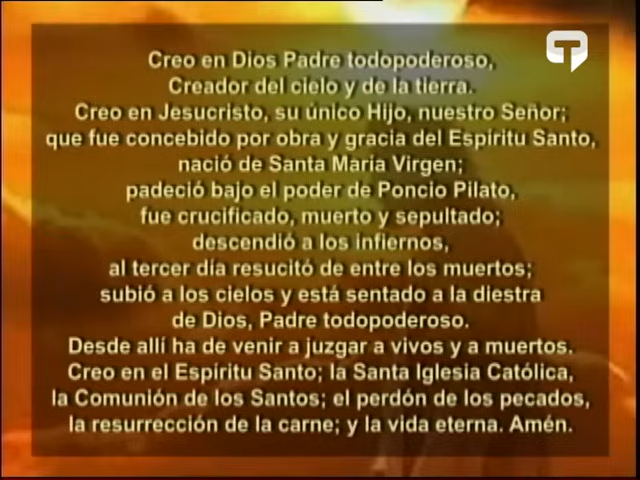 Creo en Dios Padre todopoderoso,
Creador del cielo y de la tierra.
Creo en Jesucristo, su único Hijo, nuestro Señor;
que fue concebido por obra y gracia del Espíritu Santo,
nació de Santa María Virgen;
padeció bajo el poder de Poncio Pilato,
fue crucificado, muerto y sepultado;
descendió a los infiernos,
al tercer día resucitó de entre los muertos;
subió a los cielos y está sentado a la diestra
de Dios, Padre todopoderoso.
Desde allí ha de venir a juzgar a vivos y a muertos.
Creo en el Espíritu Santo; la Santa Iglesia Católica,
la Comunión de los Santos; el perdón de los pecados,
la resurrección de la carne; y la vida eterna. Amén.